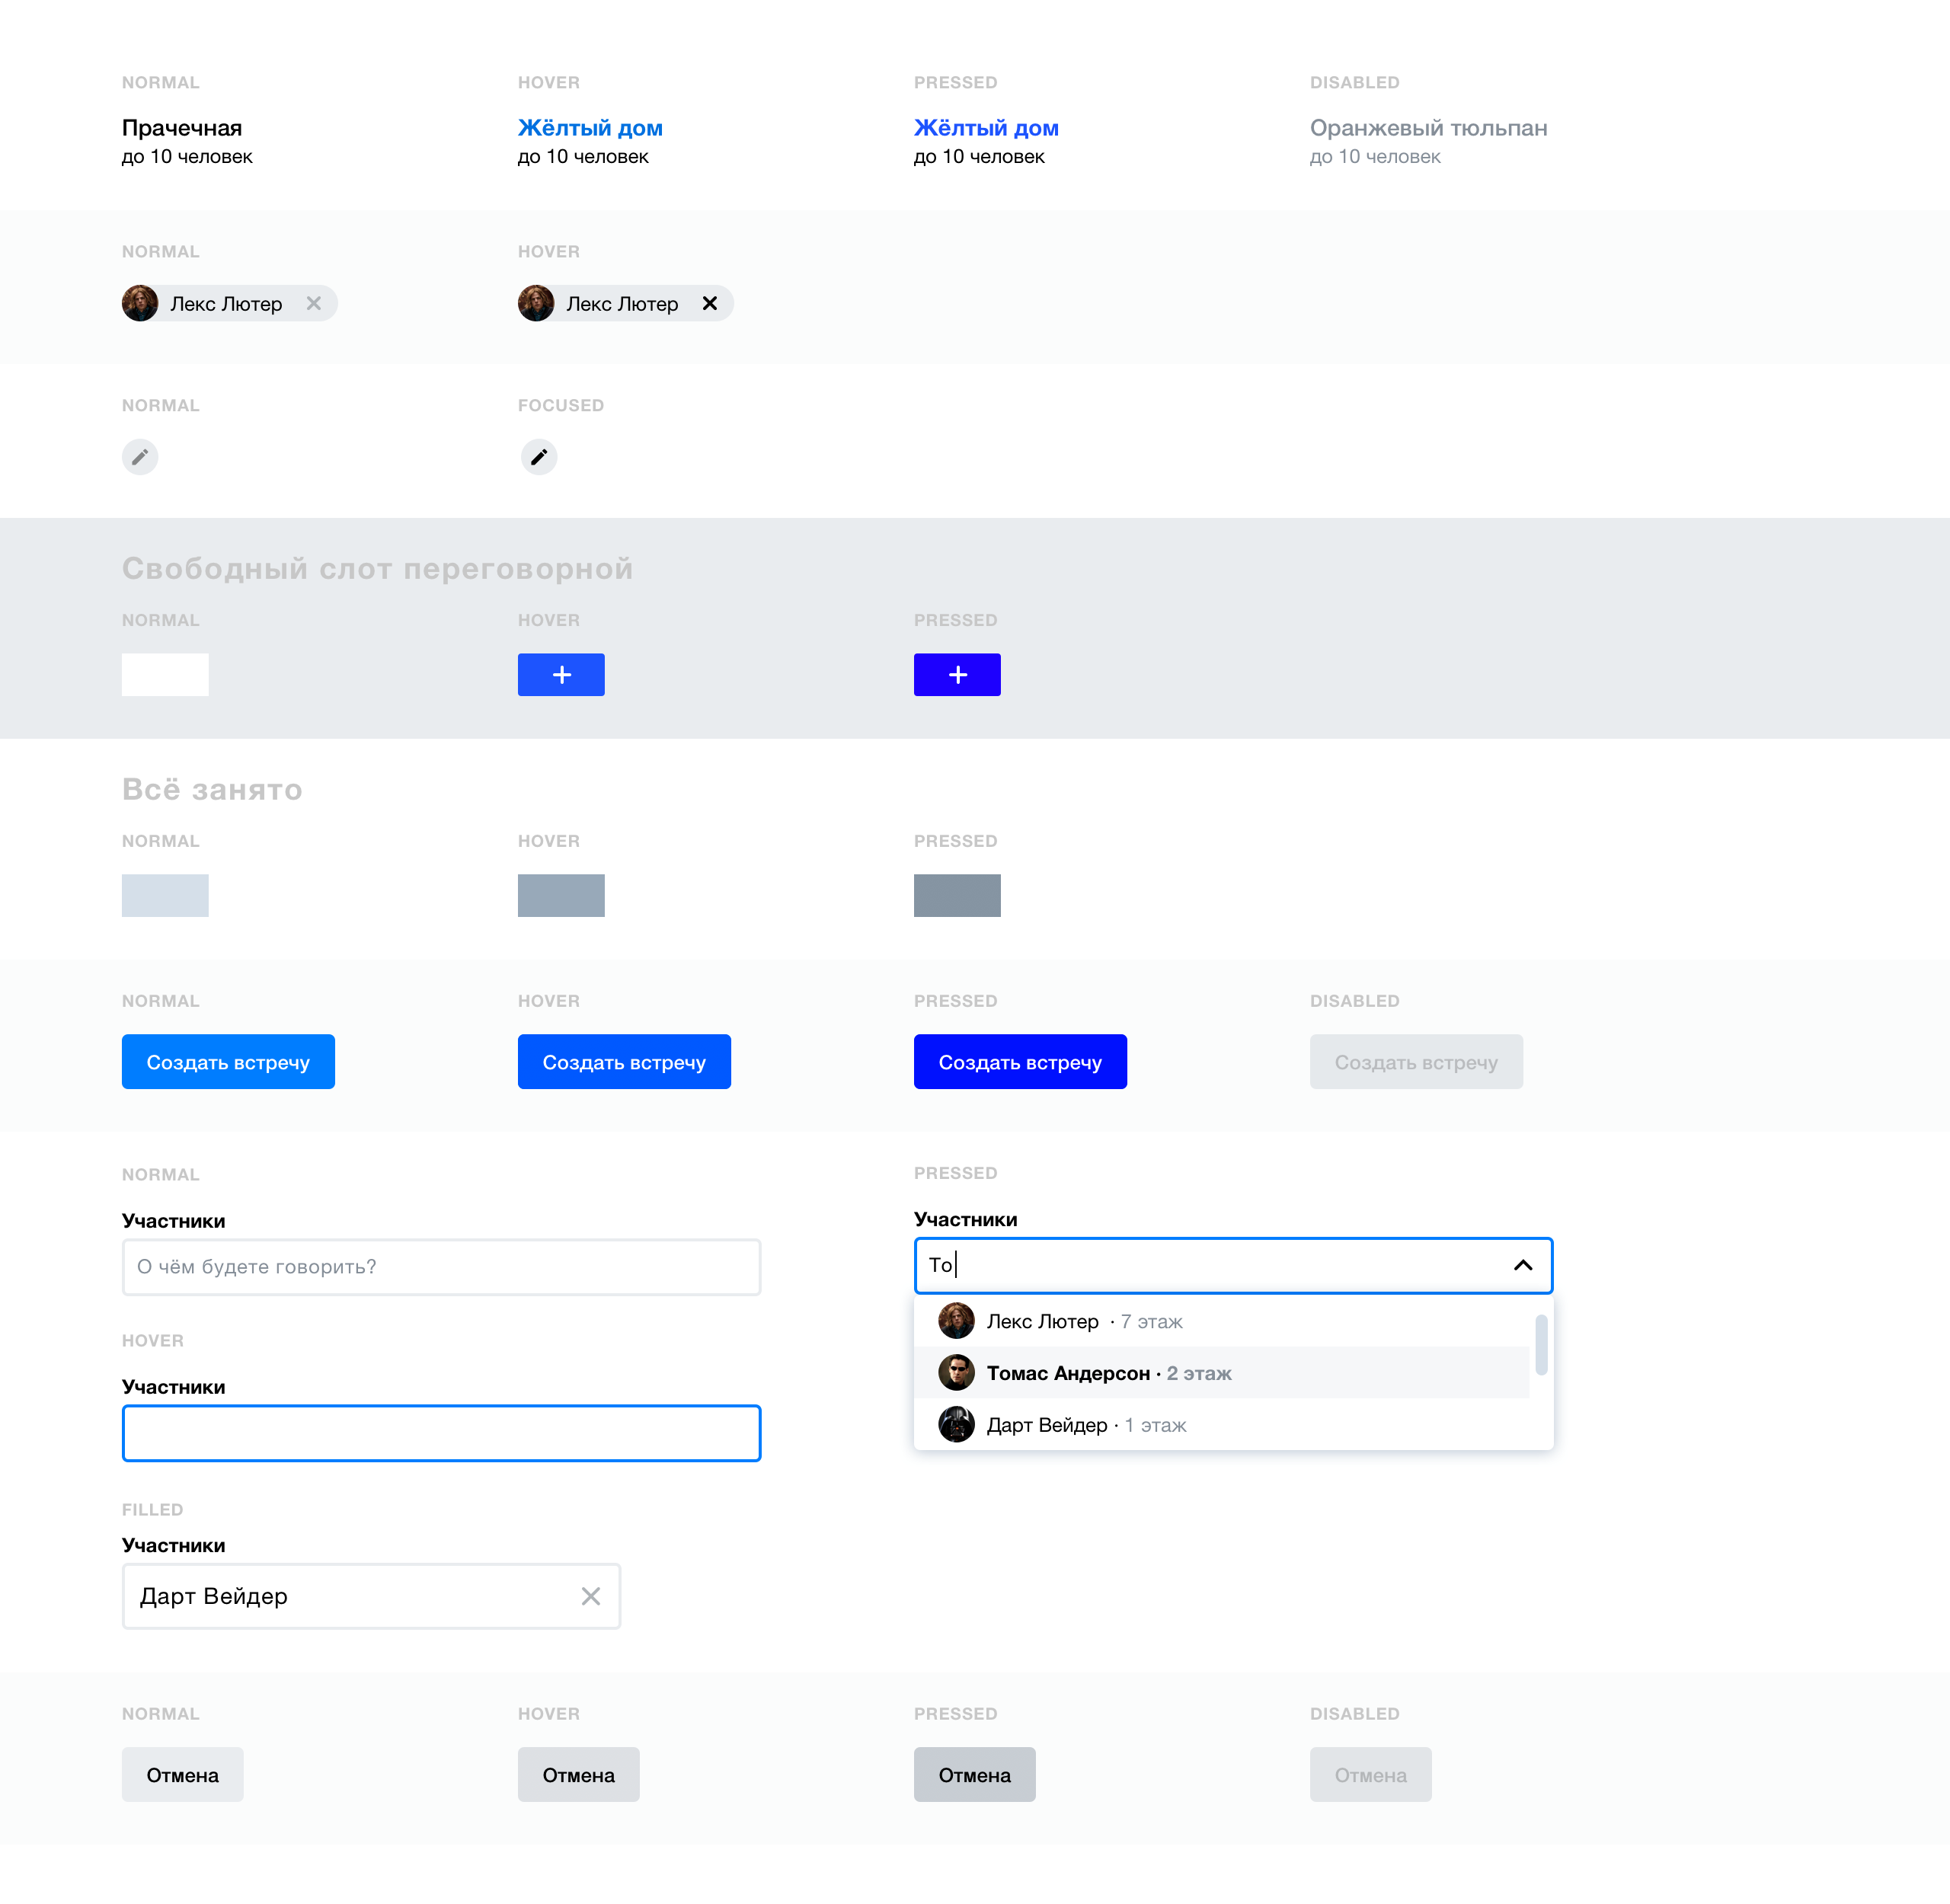 NORMAL HOVER PRESSED DISABLED
Прачечная Жёлтый дом Жёлтый дом Оранжевый тюльпан
до 10 человек до 10 человек до 10 человек до 10 человек
NORMAL HOVER
Лекс Лютер Лекс Лютер
NORMAL FOCUSED
Свободный слот переговорной
NORMAL HOVER PRESSED
Всё занято
NORMAL HOVER PRESSED
NORMAL HOVER PRESSED DISABLED
Создать встречу Создать встречу Создать встречу Создать встречу
NORMAL
Участники
О чём будете говорить?
HOVER
Участники
FILLED
Участники
Дарт Вейдер
PRESSED
Участники
То
Лекс Лютер · 7 этаж
Томас Андерсон · 2 этаж
Дарт Вейдер · 1 этаж
NORMAL HOVER PRESSED DISABLED
Отмена Отмена Отмена Отмена